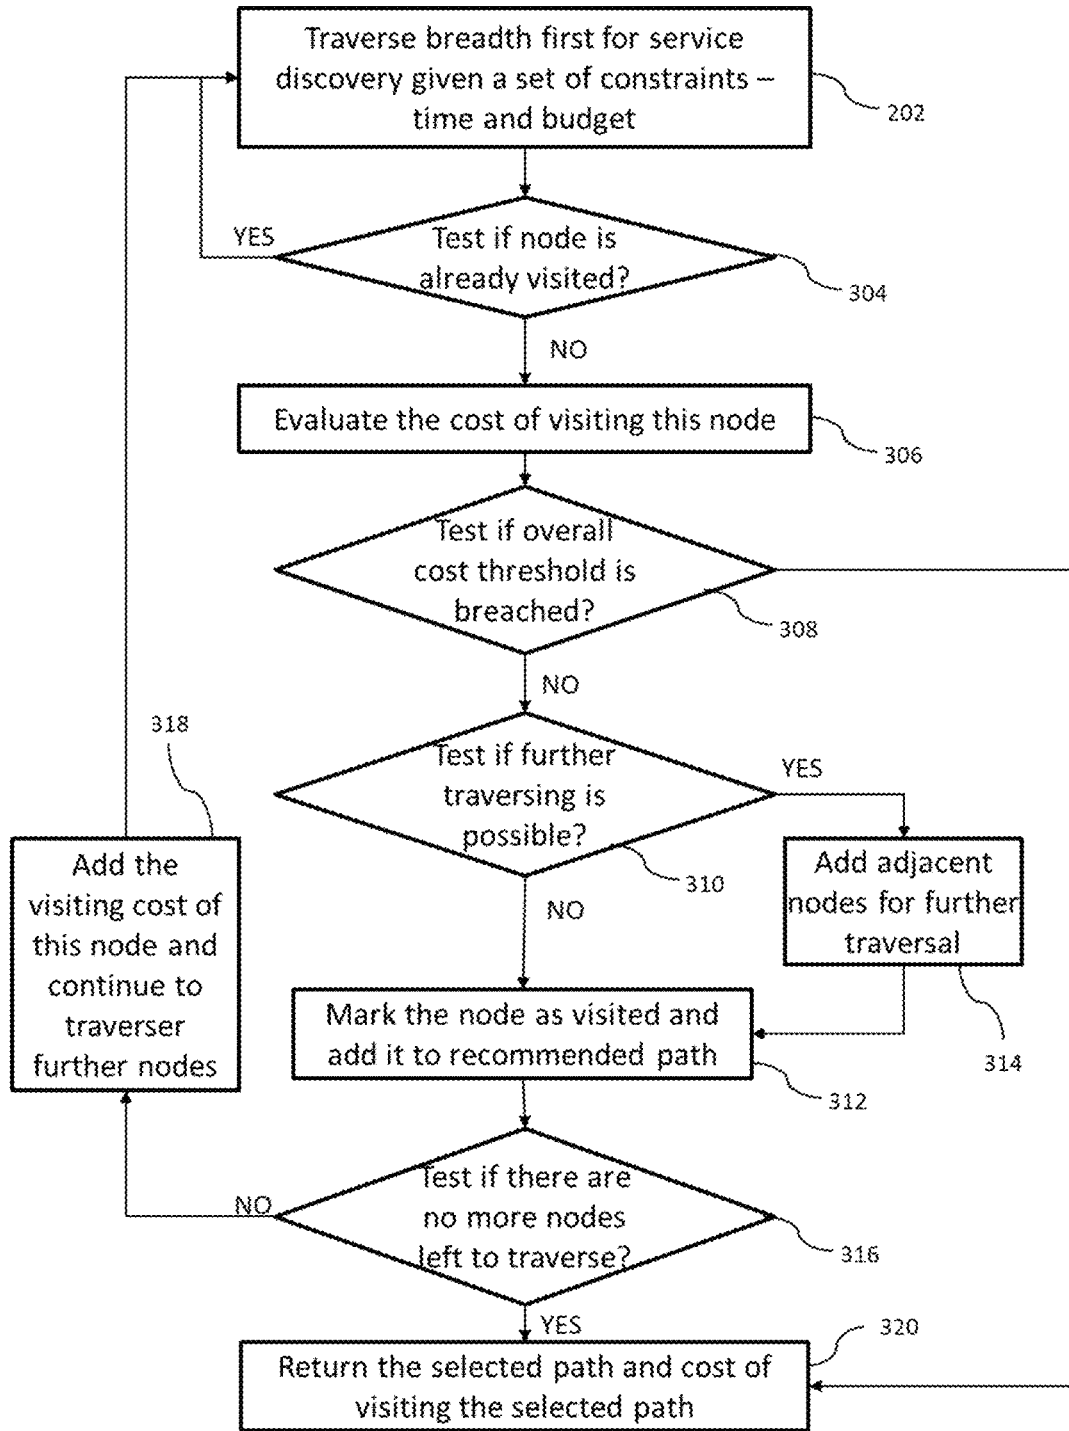 Traverse breadth first for service
discovery given a set of constraints –
time and budget
202
YES
Test if node is
already visited?
304
NO
Evaluate the cost of visiting this node
306
Test if overall
cost threshold is
breached?
308
NO
318
Test if further
traversing is
possible?
YES
310
NO
Add the
visiting cost of
this node and
continue to
traverser
further nodes
Add adjacent
nodes for further
traversal
314
Mark the node as visited and
add it to recommended path
312
NO
Test if there are
no more nodes
left to traverse?
316
YES
320
Return the selected path and cost of
visiting the selected path